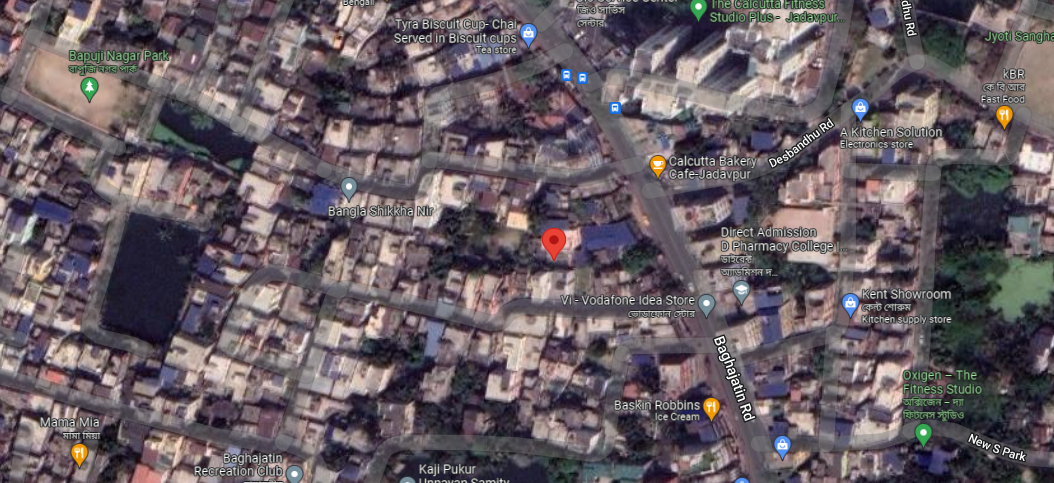 Bengali
জিও সার্ভিস
সেন্টার
The Calcutta Fitness
Studio Plus - Jadavpur...
Tyra Biscuit Cup- Chai
Served in Biscuit cups
Tea store
Bapuji Nagar Park
বাপুজি নগর পার্ক
Jyoti Sangha
kBR
কে বি আর
Fast Food
A Kitchen Solution
Electronics store
Desbandhu Rd
Calcutta Bakery
Cafe-Jadavpur
Bangla Shikkha Nir
Direct Admission
D Pharmacy College |...
ডাইরেক্ট
অ্যাডমিশন দ...
Vi - Vodafone Idea Store
ভোডাফোন স্টোর
Kent Showroom
কেন্ট শোরুম
Kitchen supply store
Baghajatin Rd
Oxigen – The
Fitness Studio
অক্সিজেন – দ্যা
ফিটনেস স্টুডিও
Baskin Robbins
Ice Cream
Mama Mia
মামা মিয়া
New S Park
Baghajatin
Recreation Club
Kaji Pukur
Unnayan Samity